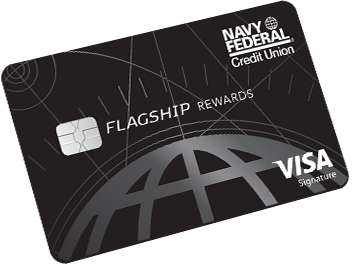 NAVY
FEDERAL
Credit Union
FLAGSHIP REWARDS
VISA
Signature